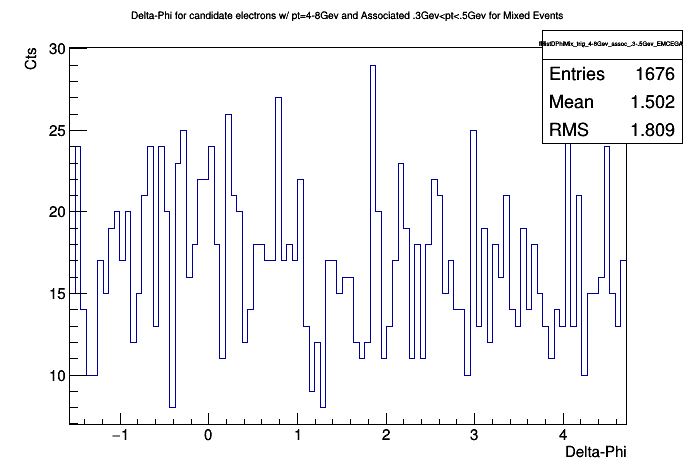 Delta-Phi for candidate electrons w/ pt=4-8Gev and Associated .3Gev<pt<.5Gev for Mixed Events
Cts
30
25
20
15
10
−1
0
1
2
3
4
Delta-Phi
Entries 1676
Mean 1.502
RMS 1.809